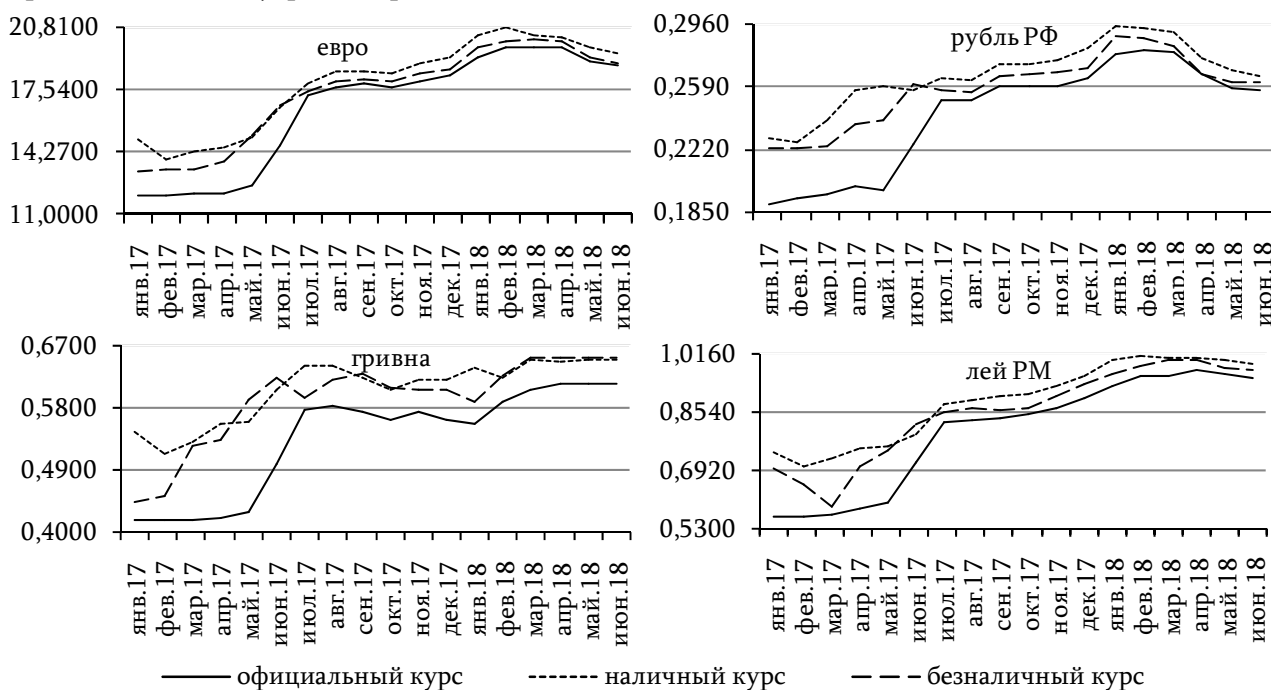 20,8100
17,5400
14,2700
11,0000
евро
янв.17
фев.17
мар.17
апр.17
май.17
июн.17
июл.17
авг.17
сен.17
окт.17
ноя.17
дек.17
янв.18
фев.18
мар.18
апр.18
май.18
июн.18
0,2960
0,2590
0,2220
0,1850
рубль РФ
янв.17
фев.17
мар.17
апр.17
май.17
июн.17
июл.17
авг.17
сен.17
окт.17
ноя.17
дек.17
янв.18
фев.18
мар.18
апр.18
май.18
июн.18
0,6700
0,5800
0,4900
0,4000
гривна
янв.17
фев.17
мар.17
апр.17
май.17
июн.17
июл.17
авг.17
сен.17
окт.17
ноя.17
дек.17
янв.18
фев.18
мар.18
апр.18
май.18
июн.18
1,0160
0,8540
0,6920
0,5300
лей РМ
янв.17
фев.17
мар.17
апр.17
май.17
июн.17
июл.17
авг.17
сен.17
окт.17
ноя.17
дек.17
янв.18
фев.18
мар.18
апр.18
май.18
июн.18
официальный курс наличный курс безналичный курс